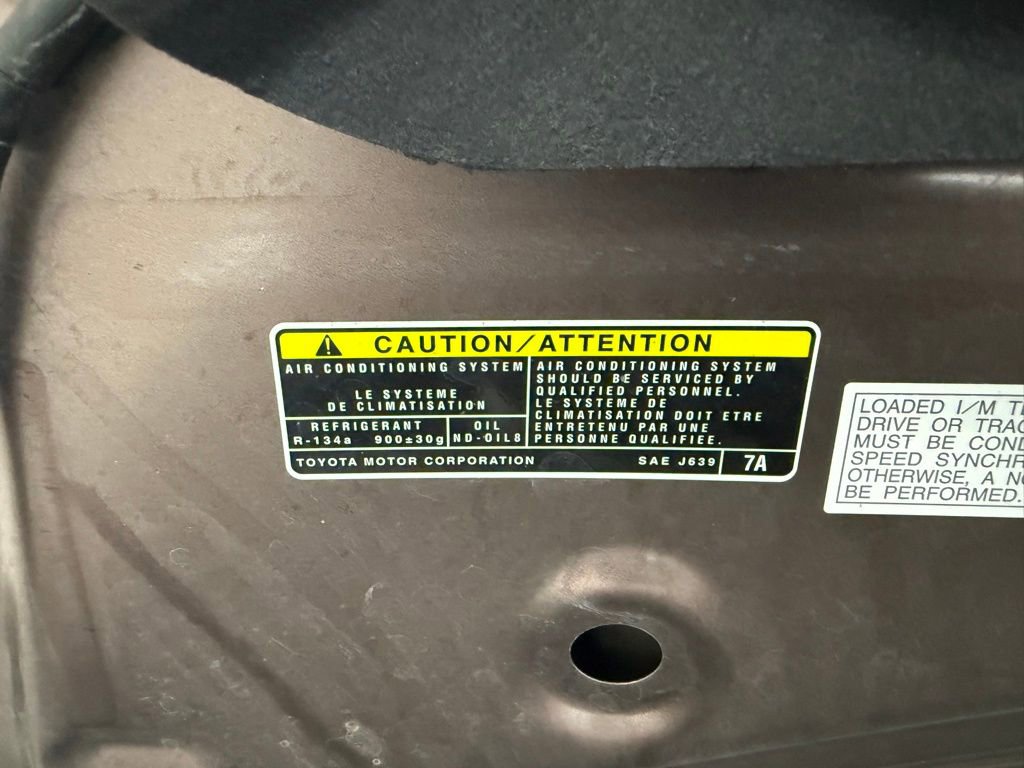 CAUTION/ATTENTION
AIR CONDITIONING SYSTEM
LE SYSTEME
DE CLIMATISATION
REFRIGERANT
R-134a 900±30g
OIL
ND-OIL8
AIR CONDITIONING SYSTEM
SHOULD BE SERVICED BY
QUALIFIED PERSONNEL.
LE SYSTEME DE
CLIMATISATION DOIT ETRE
ENTRETENU PAR UNE
PERSONNE QUALIFIEE.
TOYOTA MOTOR CORPORATION
SAE J639
7A
LOADED I/M
DRIVE OR
MUST BE
SPEED
OTHERWISE, A
BE PERFORMED.